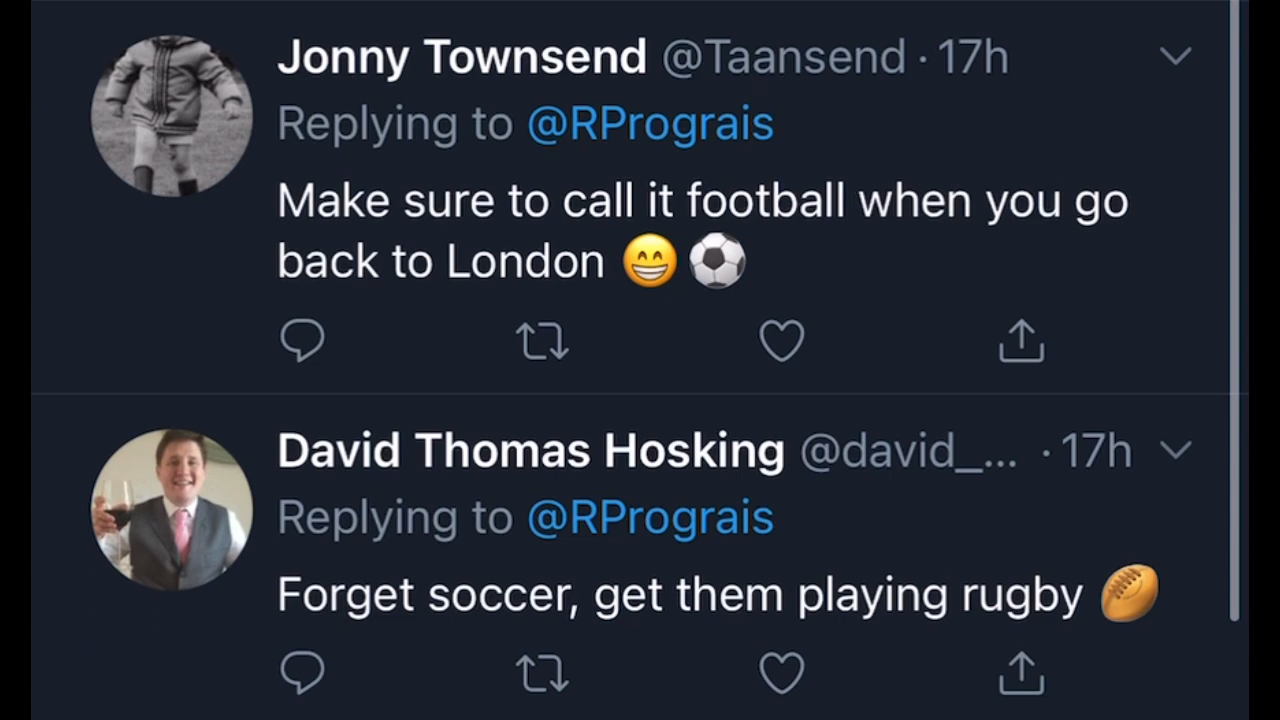 Jonny Townsend @Taansend · 17h
Replying to @RPrograis
Make sure to call it football when you go
back to London 😁⚽
David Thomas Hosking @david_... · 17h
Replying to @RPrograis
Forget soccer, get them playing rugby 🏉